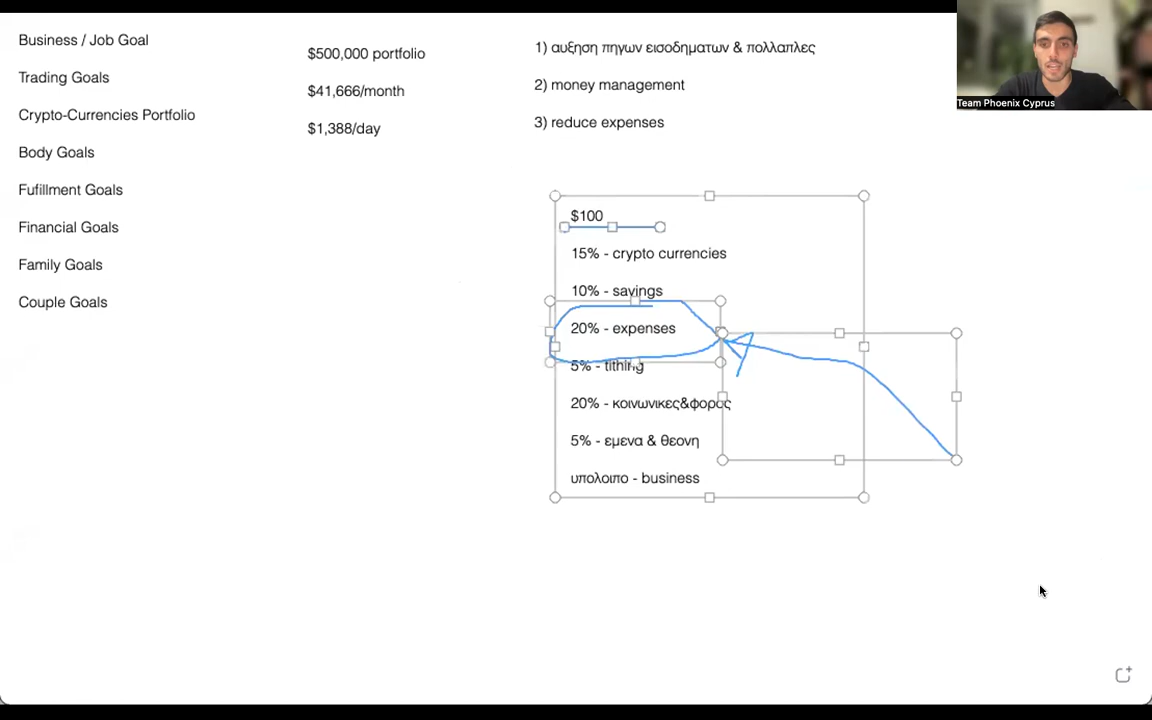 Business / Job Goal
Trading Goals
Crypto-Currencies Portfolio
Body Goals
Fufillment Goals
Financial Goals
Family Goals
Couple Goals
$500,000 portfolio
$41,666/month
$1,388/day
1) αυξηση πηγων εισοδηματων & πολλαπλες
2) money management
3) reduce expenses
Team Phoenix Cyprus
$100
15% - crypto currencies
10% - savings
20% - expenses
5% - tithing
20% - κοινωνικες&φορος
5% - εμενα & θεονη
υπολοιπο - business